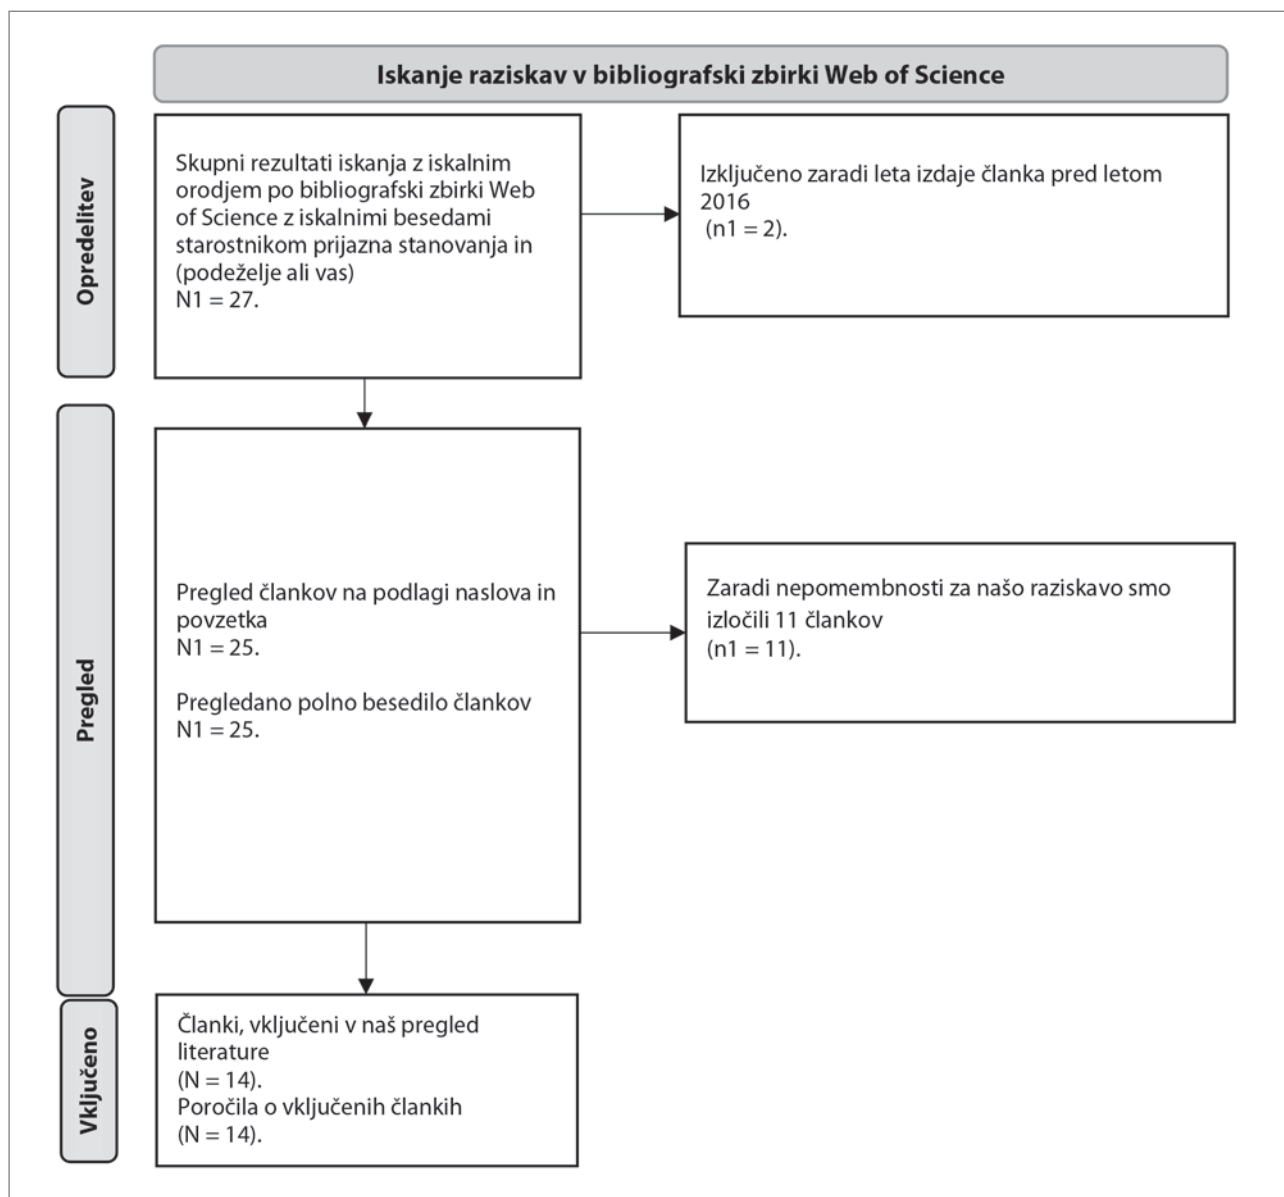 Iskanje raziskav v bibliografski zbirki Web of Science
Opredelitev
Skupni rezultati iskanja z iskalnim
orodjem po bibliografski zbirki Web
of Science z iskalnimi besedami
starostnikom prijazna stanovanja in
(podeželje ali vas)
N1 = 27.
Izključeno zaradi leta izdaje članka pred letom
2016
(n1 = 2).
Pregled
Pregled člankov na podlagi naslova in
povzetka
N1 = 25.
Pregledano polno besedilo člankov
N1 = 25.
Zaradi nepomembnosti za našo raziskavo smo
izločili 11 člankov
(n1 = 11).
Vključeno
Članki, vključeni v naš pregled
literature
(N = 14).
Poročila o vključenih člankih
(N = 14).